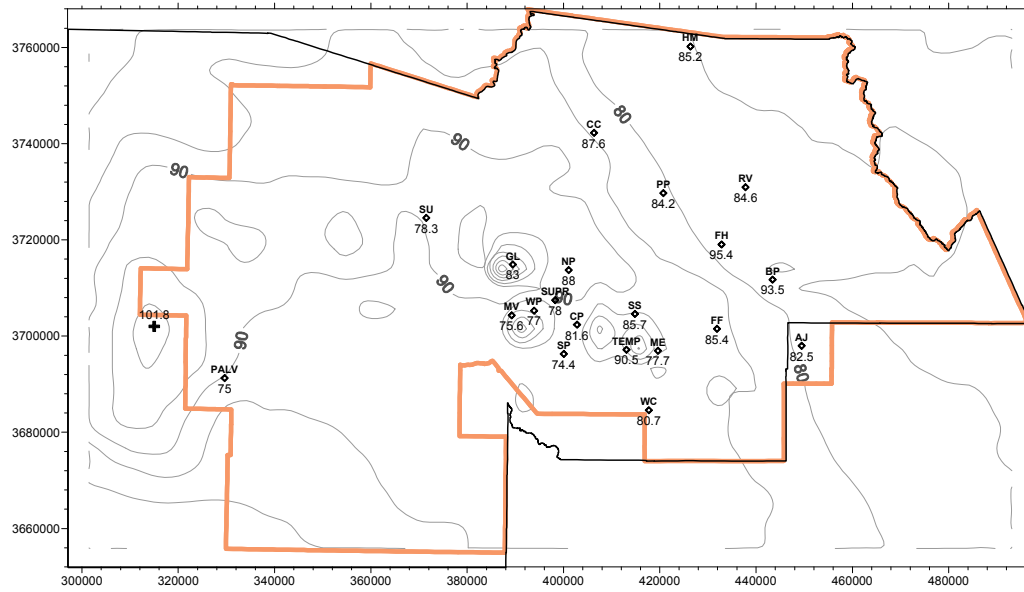 3760000
HM
85.2
80
CC
87.6
90
3740000
90
RV
84.6
PP
84.2
SU
78.3
3720000
FH
95.4
GL
83
NP
88
BP
93.5
90
SUPR
78
90
WP
77
MV
75.6
SS
85.7
101.8
3700000
CP
81.6
FF
85.4
90
SP
74.4
TEMP
90.5
ME
77.7
AJ
82.5
80
PALV
75
WC
80.7
3680000
3660000
300000 320000 340000 360000 380000 400000 420000 440000 460000 480000